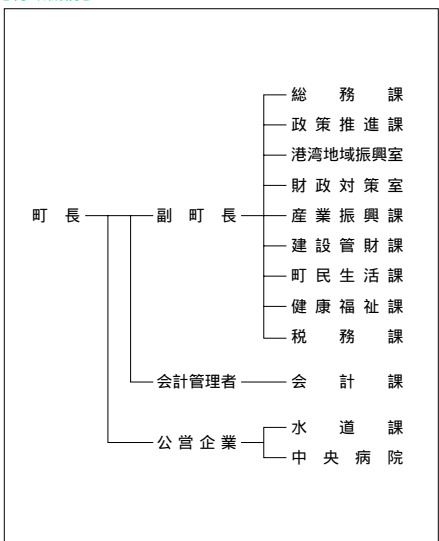 総務課
政策推進課
港湾地域振興室
財政対策室
町長 副町長 産業振興課
建設管財課
町民生活課
健康福祉課
税務課
会計管理者 会計課
水道課
公営企業
中央病院